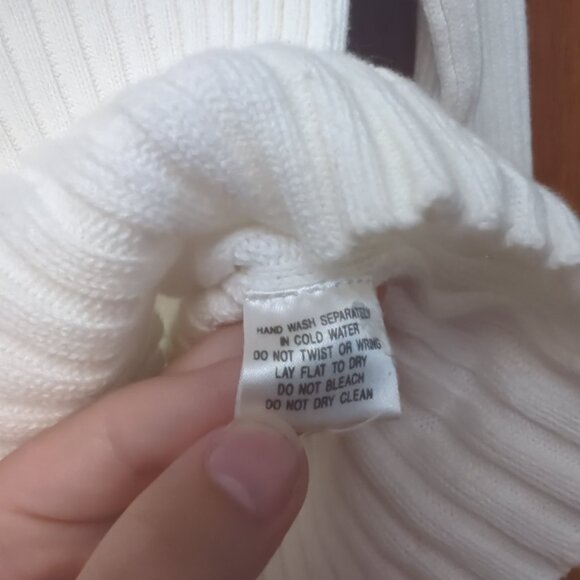 HAND WASH SEPARATELY
IN COLD WATER
DO NOT TWIST OR WRING
LAY FLAT TO DRY
DO NOT BLEACH
DO NOT DRY CLEAN